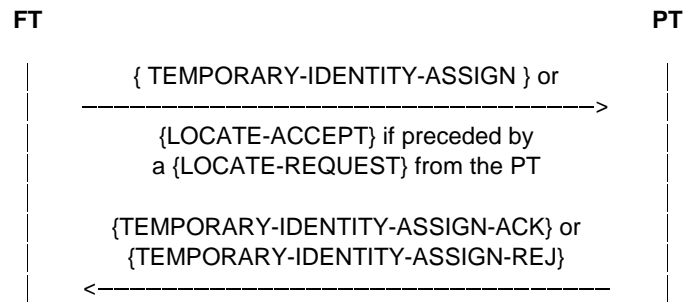 FT PT
{ TEMPORARY-IDENTITY-ASSIGN } or
{LOCATE-ACCEPT} if preceded by
a {LOCATE-REQUEST} from the PT
{TEMPORARY-IDENTITY-ASSIGN-ACK} or
{TEMPORARY-IDENTITY-ASSIGN-REJ}